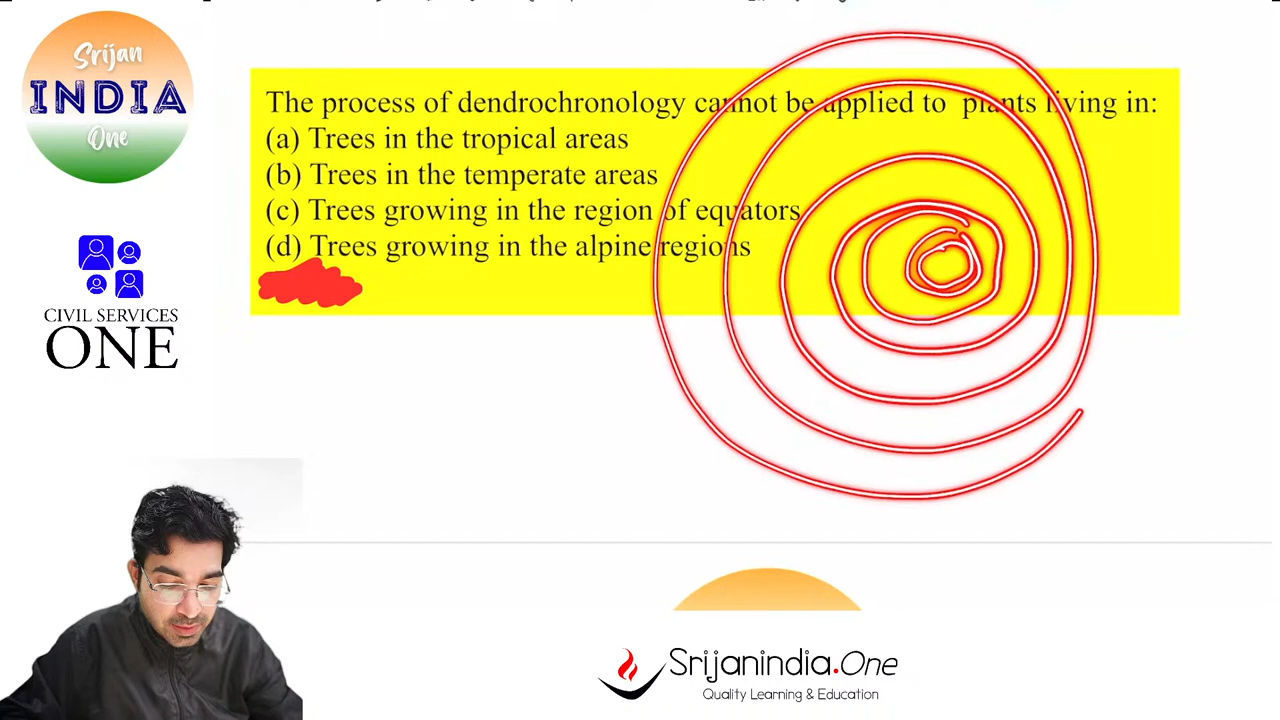 Srijan
INDIA
One
The process of dendrochronology cannot be applied to plants living in:
(a) Trees in the tropical areas
(b) Trees in the temperate areas
(c) Trees growing in the region of equators
(d) Trees growing in the alpine regions
CIVIL SERVICES
ONE
Srijanindia.One
Quality Learning & Education